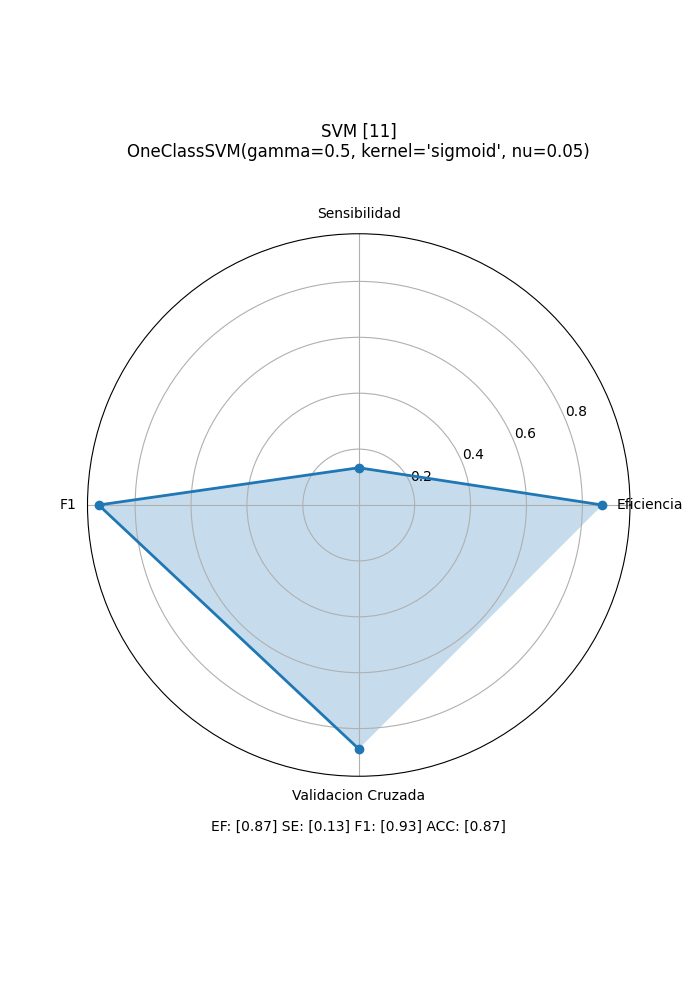 SVM [11]
OneClassSVM(gamma=0.5, kernel='sigmoid', nu=0.05)
Sensibilidad
0.8
0.6
0.4
0.2
F1
Eficiencia
Validacion Cruzada
EF: [0.87] SE: [0.13] F1: [0.93] ACC: [0.87]